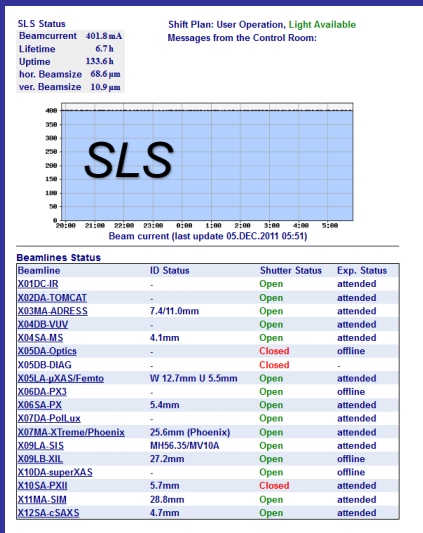 SLS Status
Beamcurrent 401.8 mA
Lifetime 6.7 h
Uptime 133.6 h
hor. Beamsize 68.6 µm
ver. Beamsize 10.9 µm
Shift Plan: User Operation, Light Available
Messages from the Control Room:
400
350
300
250
200
150
100
50
0
SLS
20:00 21:00 22:00 23:00 0:00 1:00 2:00 3:00 4:00 5:00
Beam current (last update 05.DEC.2011 05:51)
Beamlines Status
Beamline ID Status Shutter Status Exp. Status
X01DC-IR - Open attended
X02DA-TOMCAT - Open attended
X03MA-ADRESS 7.4/11.0mm Open attended
X04DB-VUV - Open attended
X04SA-MS 4.1mm Open attended
X05DA-Optics - Closed offline
X05DB-DIAG - Closed -
X05LA-µXAS/Femto W 12.7mm U 5.5mm Open attended
X06DA-PX3 - Open offline
X06SA-PX 5.4mm Open attended
X07DA-PolLux - Open attended
X07MA-XTreme/Phoenix 25.6mm (Phoenix) Open attended
X09LA-SIS MH56.35/MV10A Open attended
X09LB-XIL 27.2mm Open offline
X10DA-superXAS - Open offline
X10SA-PXII 5.7mm Closed attended
X11MA-SIM 28.8mm Open attended
X12SA-cSAXS 4.7mm Open attended